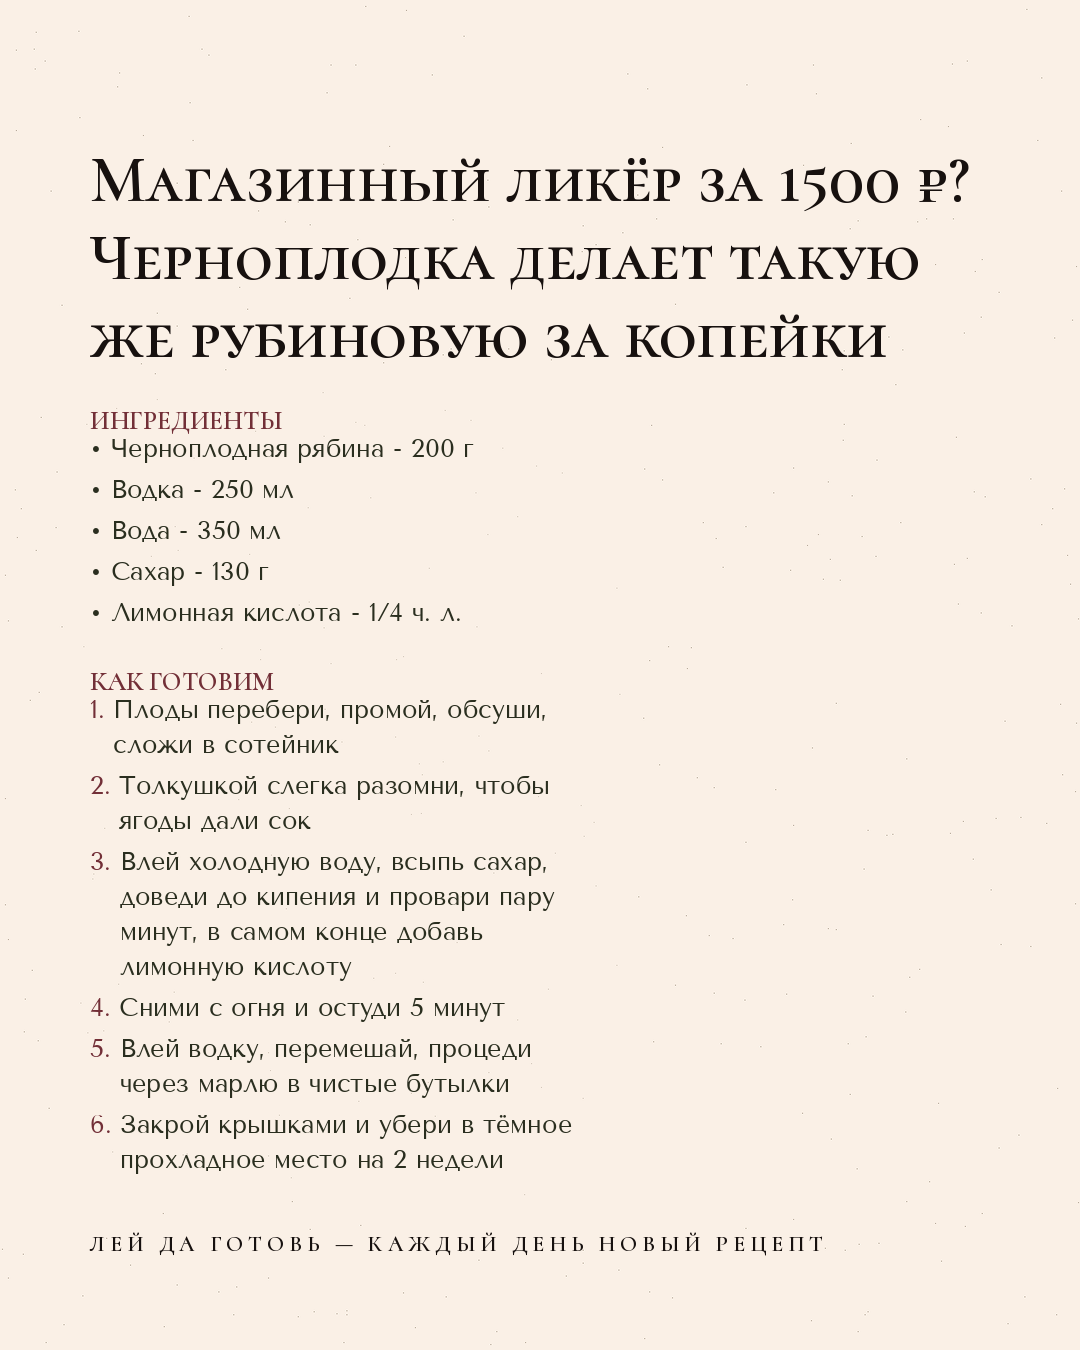 Магазинный ликёр за 1500 ₽?
Черноплодка делает такую
же рубиновую за копейки
ИНГРЕДИЕНТЫ
• Черноплодная рябина - 200 г
• Водка - 250 мл
• Вода - 350 мл
• Сахар - 130 г
• Лимонная кислота - 1/4 ч. л.
КАК ГОТОВИМ
1. Плоды перебери, промой, обсуши,
сложи в сотейник
2. Толкушкой слегка разомни, чтобы
ягоды дали сок
3. Влей холодную воду, всыпь сахар,
доведи до кипения и провари пару
минут, в самом конце добавь
лимонную кислоту
4. Сними с огня и остуди 5 минут
5. Влей водку, перемешай, процеди
через марлю в чистые бутылки
6. Закрой крышками и убери в тёмное
прохладное место на 2 недели
ЛЕЙ ДА ГОТОВЬ — КАЖДЫЙ ДЕНЬ НОВЫЙ РЕЦЕПТ